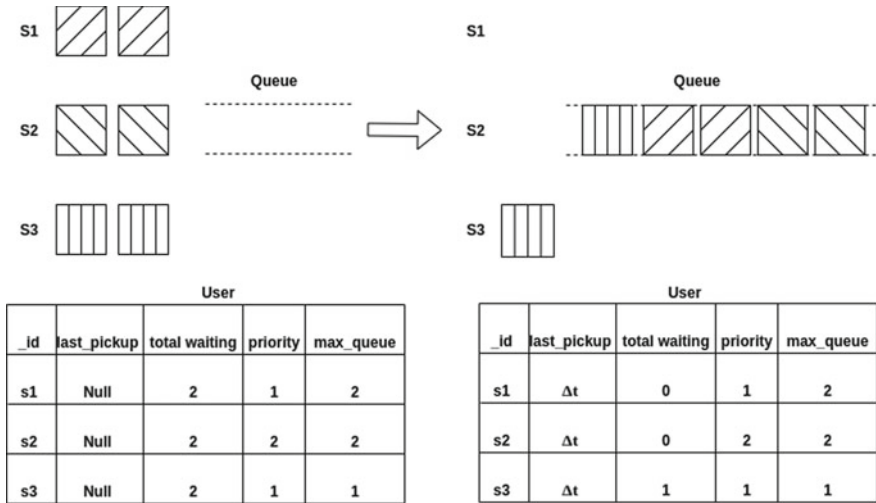 S1
S1
Queue
Queue
S2
S2
S3
S3
User
User
_id last_pickup total waiting priority max_queue
_id last_pickup total waiting priority max_queue
s1 Null 2 1 2
s1 Δt 0 1 2
s2 Null 2 2 2
s2 Δt 0 2 2
s3 Null 2 1 1
s3 Δt 1 1 1